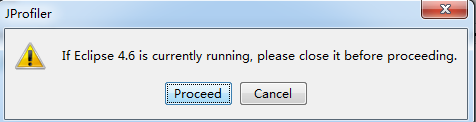 JProfiler
If Eclipse 4.6 is currently running, please close it before proceeding.
Proceed
Cancel